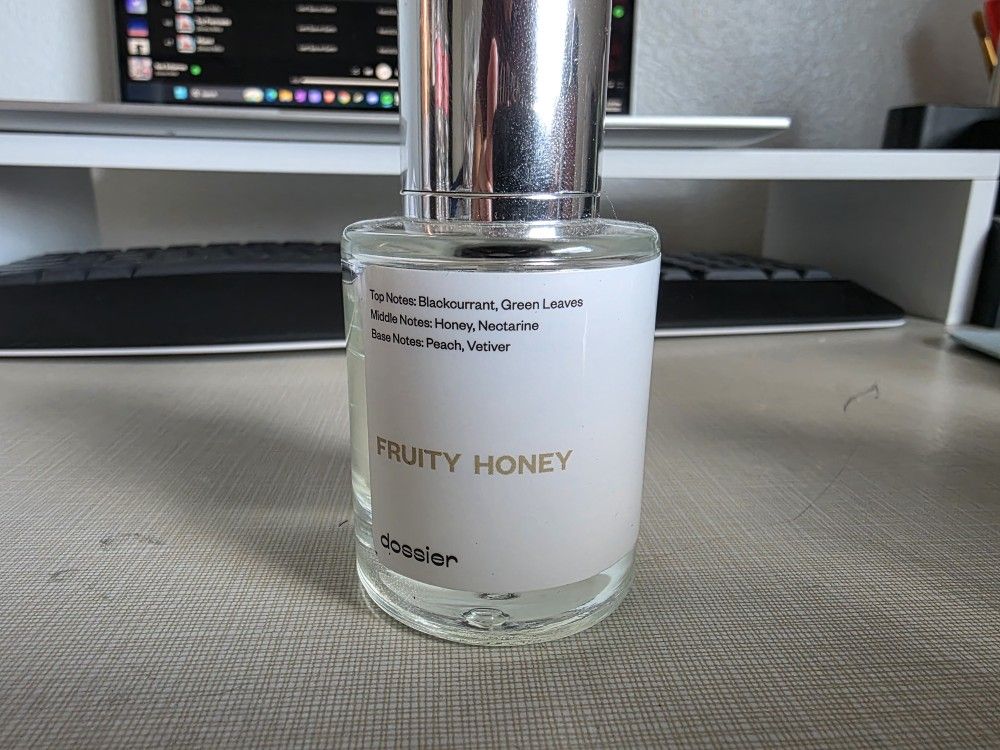 Top Notes: Blackcurrant, Green Leaves
Middle Notes: Honey, Nectarine
Base Notes: Peach, Vetiver
FRUITY HONEY
dossier